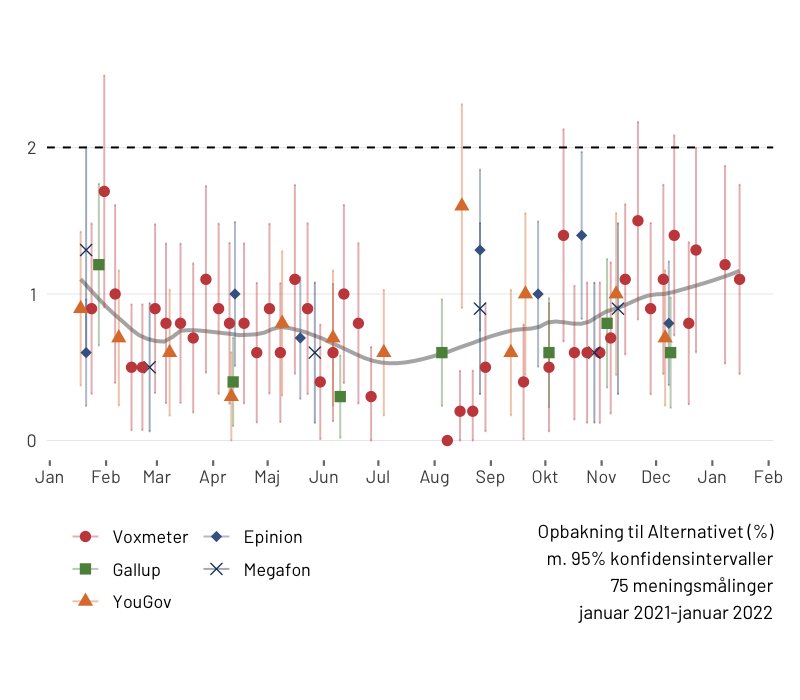 2
1
0
Jan Feb Mar Apr Maj Jun Jul Aug Sep Okt Nov Dec Jan Feb
Voxmeter Epinion
Gallup Megafon
YouGov
Opbakning til Alternativet (%)
m. 95% konfidensintervaller
75 meningsmålinger
januar 2021-januar 2022